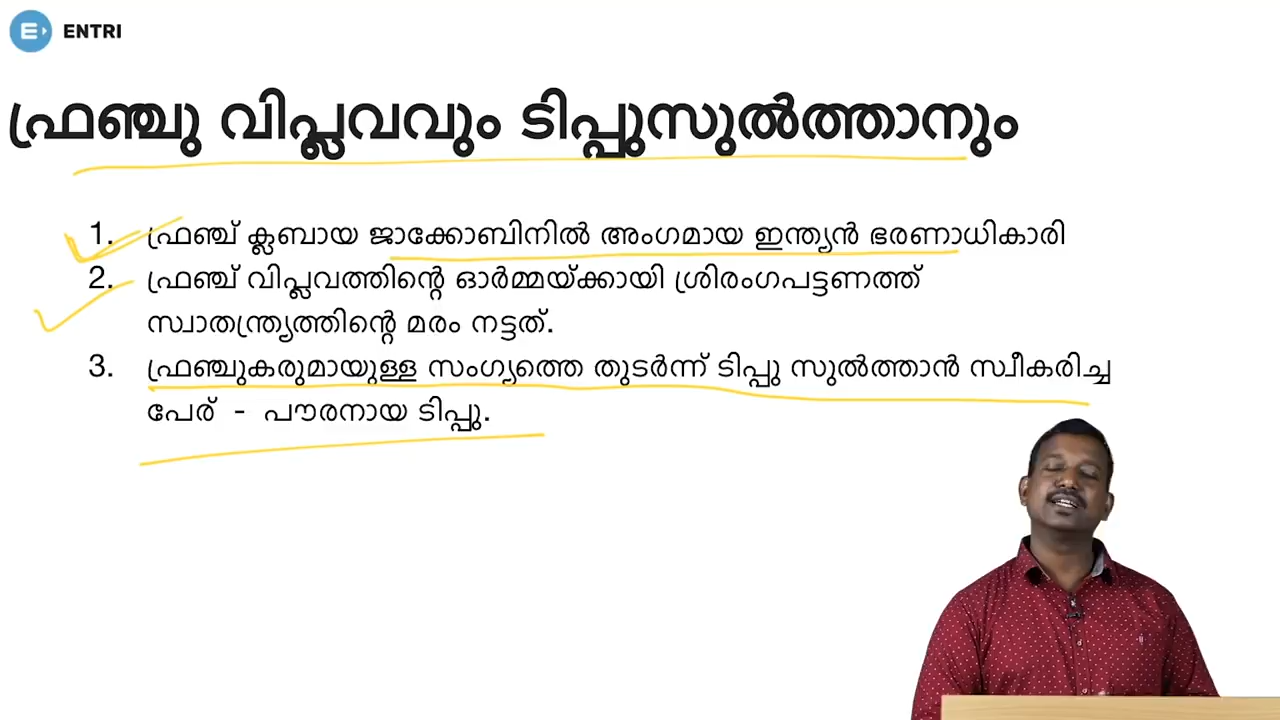 ENTRI
ഫ്രഞ്ചു വിപ്ലവവും ടിപ്പുസുൽത്താനും
1. ഫ്രഞ്ച് ക്ലബായ ജാക്കോബിനിൽ അംഗമായ ഇന്ത്യൻ ഭരണാധികാരി
2. ഫ്രഞ്ച് വിപ്ലവത്തിന്റെ ഓർമ്മയ്ക്കായി ശ്രിരംഗപട്ടണത്ത്
സ്വാതന്ത്ര്യത്തിന്റെ മരം നട്ടത്.
3. ഫ്രഞ്ചുകരുമായുള്ള സംഗ്യത്തെ തുടർന്ന് ടിപ്പു സുൽത്താൻ സ്വീകരിച്ച
പേര് - പൗരനായ ടിപ്പു.